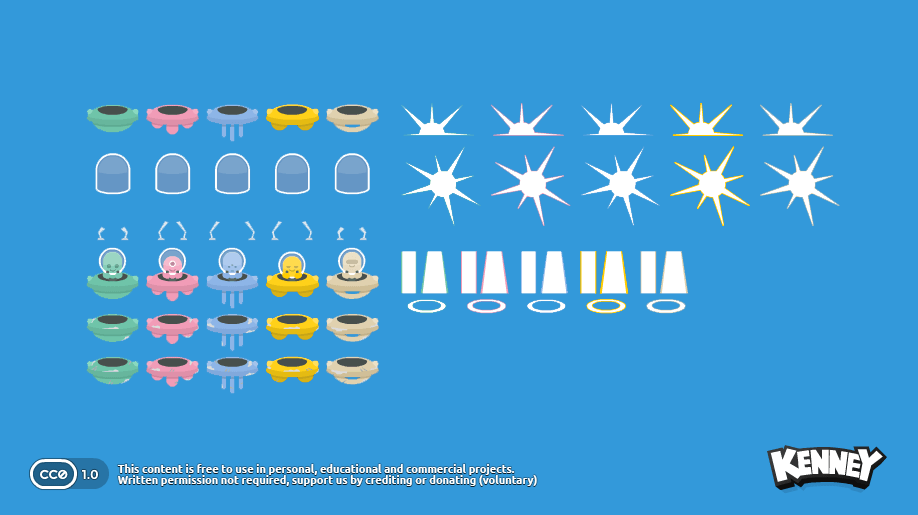 CC0 1.0
This content is free to use in personal, educational and commercial projects.
Written permission not required, support us by crediting or donating (voluntary)
KENNEY